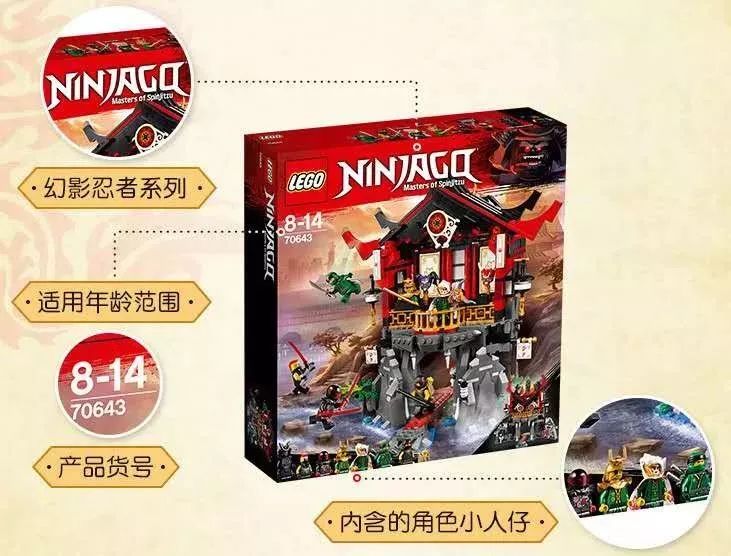 NINJAGO
Masters of Spinjitzu
幻影忍者系列
LEGO
NINJAGO
Masters of Spinjitzu
8-14
70643
NINJAGO
适用年龄范围
8-14
70643
产品货号
内含的角色小人仔